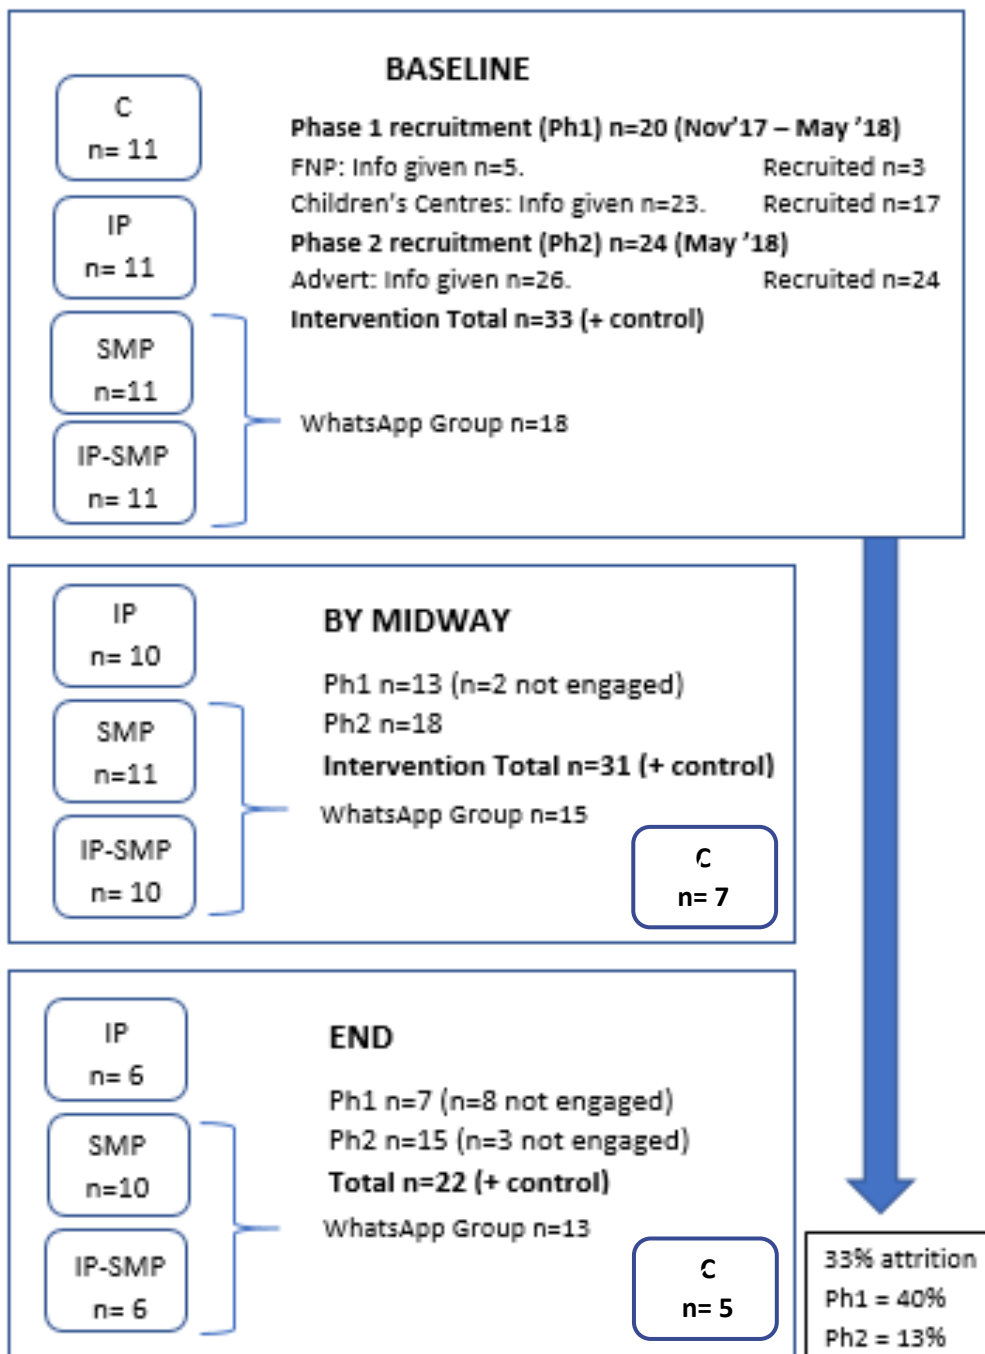 BASELINE
C
n= 11
IP
n= 11
SMP
n=11
IP-SMP
n= 11
Phase 1 recruitment (Ph1) n=20 (Nov'17 – May '18)
FNP: Info given n=5. Recruited n=3
Children's Centres: Info given n=23. Recruited n=17
Phase 2 recruitment (Ph2) n=24 (May '18)
Advert: Info given n=26. Recruited n=24
Intervention Total n=33 (+ control)
WhatsApp Group n=18
BY MIDWAY
IP
n= 10
SMP
n=11
IP-SMP
n= 10
Ph1 n=13 (n=2 not engaged)
Ph2 n=18
Intervention Total n=31 (+ control)
WhatsApp Group n=15
C
n= 7
END
IP
n= 6
SMP
n=10
IP-SMP
n= 6
Ph1 n=7 (n=8 not engaged)
Ph2 n=15 (n=3 not engaged)
Total n=22 (+ control)
WhatsApp Group n=13
C
n= 5
33% attrition
Ph1 = 40%
Ph2 = 13%